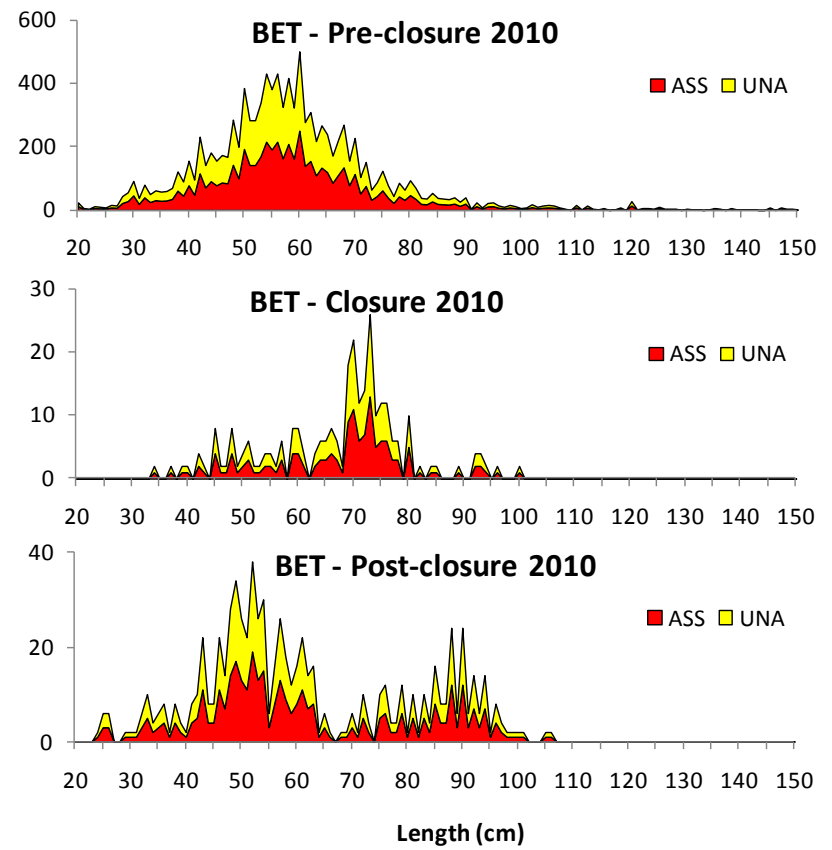 BET - Pre-closure 2010
ASS UNA
600
400
200
0
20 30 40 50 60 70 80 90 100 110 120 130 140 150
BET - Closure 2010
ASS UNA
30
20
10
0
20 30 40 50 60 70 80 90 100 110 120 130 140 150
BET - Post-closure 2010
ASS UNA
40
20
0
20 30 40 50 60 70 80 90 100 110 120 130 140 150
Length (cm)